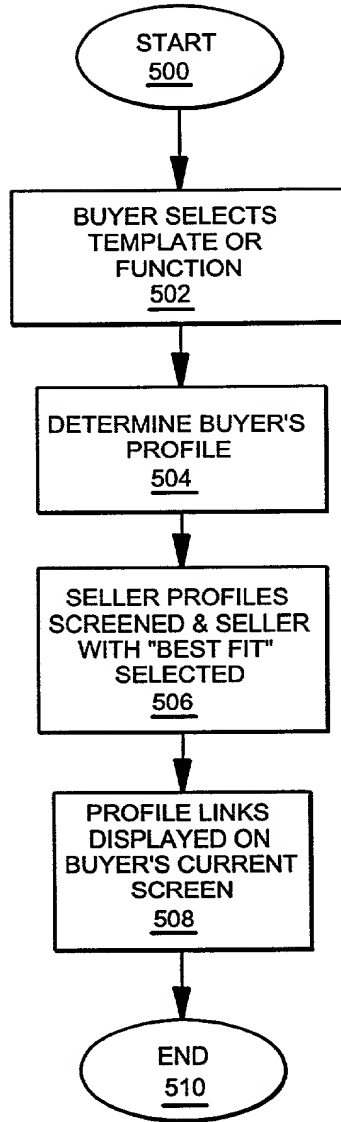 START
500
BUYER SELECTS
TEMPLATE OR
FUNCTION
502
DETERMINE BUYER'S
PROFILE
504
SELLER PROFILES
SCREENED & SELLER
WITH "BEST FIT"
SELECTED
506
PROFILE LINKS
DISPLAYED ON
BUYER'S CURRENT
SCREEN
508
END
510